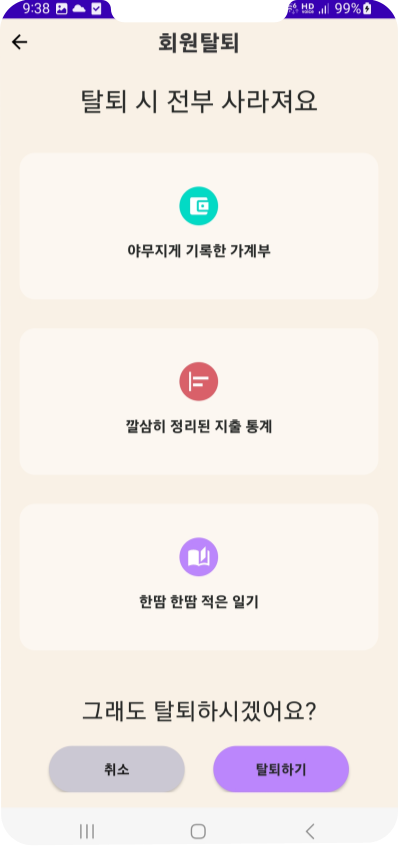 9:38 HD 99%
회원탈퇴
탈퇴 시 전부 사라져요
야무지게 기록한 가계부
깔삼히 정리된 지출 통계
한땀 한땀 적은 일기
그래도 탈퇴하시겠어요?
취소 탈퇴하기